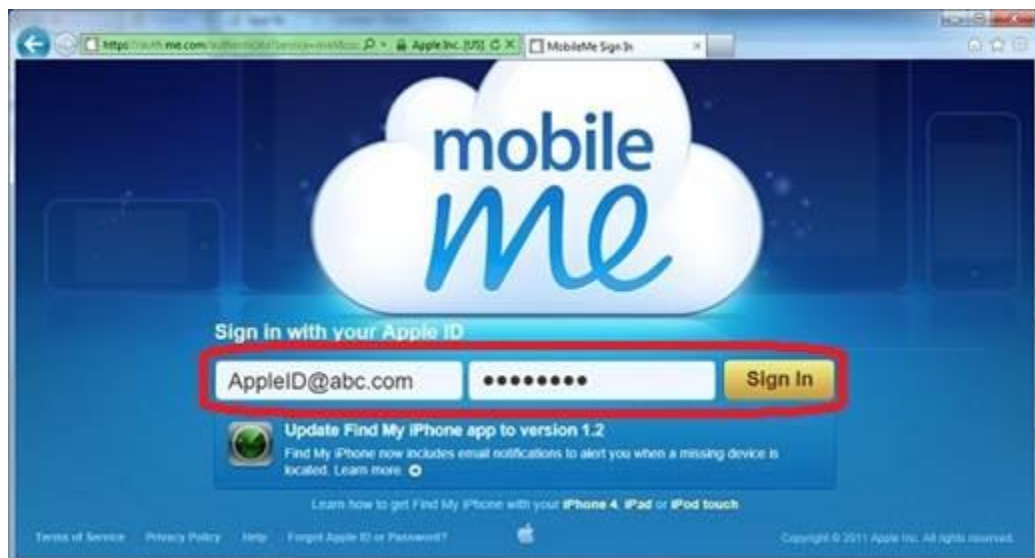 Apple Inc. [US]
MobileMe Sign In
mobile
me
Sign in with your Apple ID
AppleID@abc.com
Sign In
Update Find My iPhone app to version 1.2
Find My iPhone now includes email notifications to alert you when a missing device is
located. Learn more
Learn how to get Find My iPhone with your iPhone 4, iPad or iPod touch
Terms of Service Privacy Policy Help Forgot Apple ID or Password? Copyright © 2011 Apple Inc. All rights reserved.